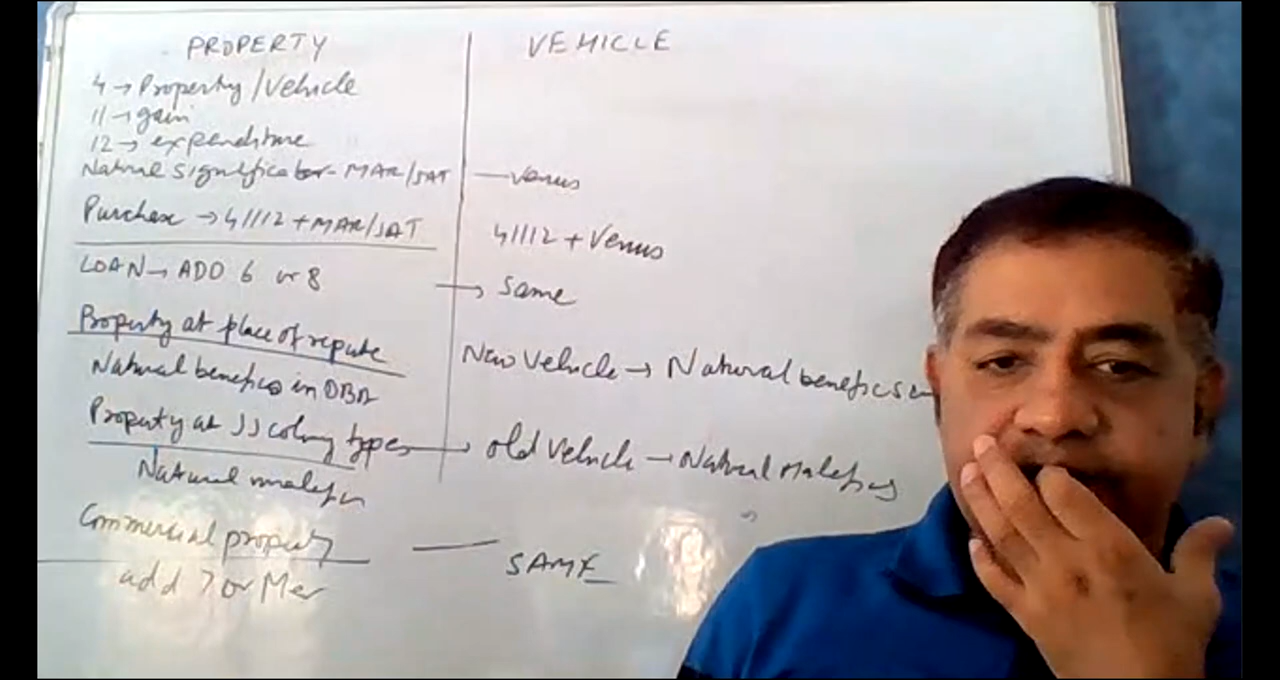 PROPERTY
4 → Property/Vehicle
11 → gain
12 → expenditure
Natural Significator - MAR/SAT
Purchase → 4 11 12 + MAR/SAT
LOAN → ADD 6 or 8
Property at place of repute
Natural benefics in DBA
Property at JJ colony types
Natural malefics
Commercial property
add 7 or Mer
VEHICLE
Venus
4 11 12 + Venus
→ Same
New Vehicle → Natural benefics
→ old Vehicle → Natural Malefics
SAME